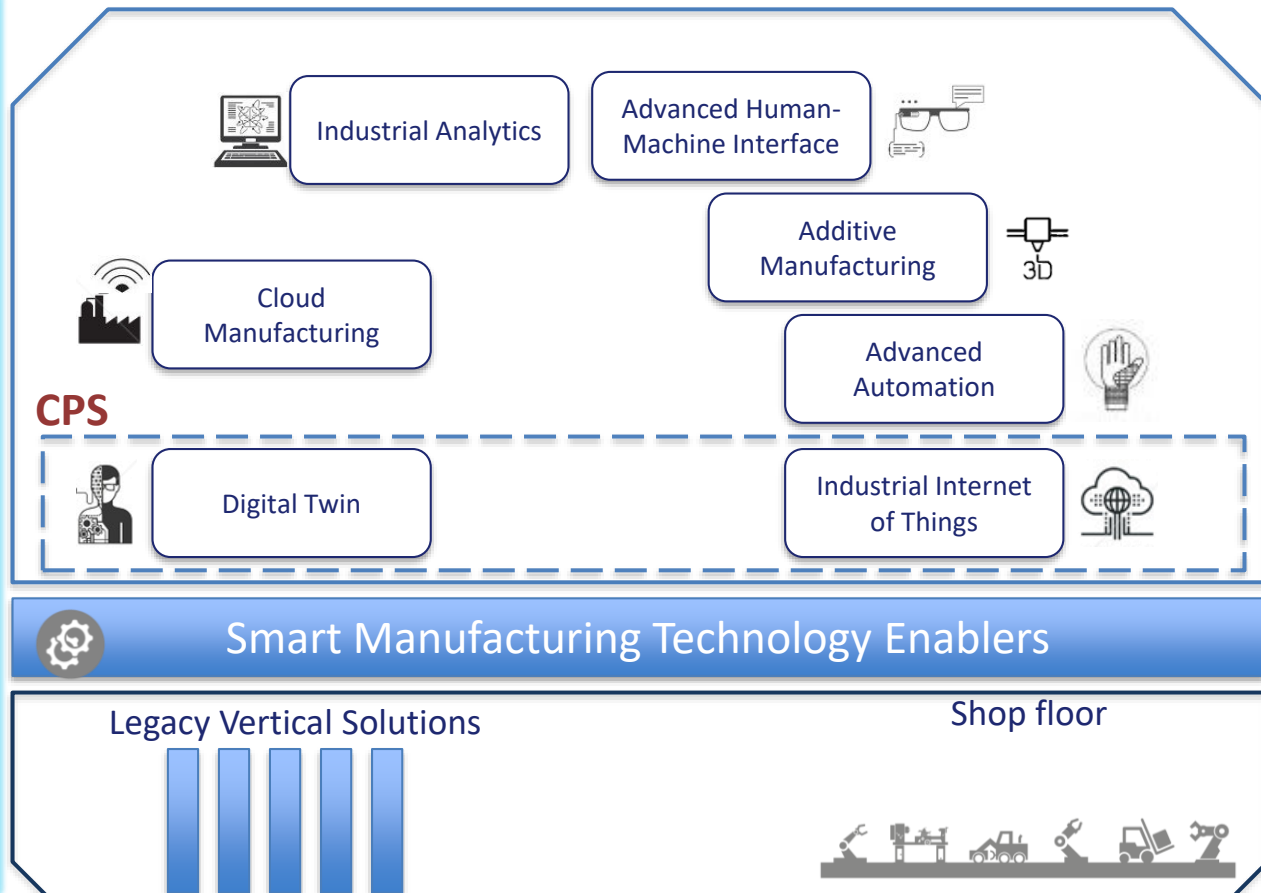 Industrial Analytics
Advanced Human-
Machine Interface
Additive
Manufacturing
3D
Cloud
Manufacturing
Advanced
Automation
CPS
Digital Twin
Industrial Internet
of Things
Smart Manufacturing Technology Enablers
Legacy Vertical Solutions
Shop floor